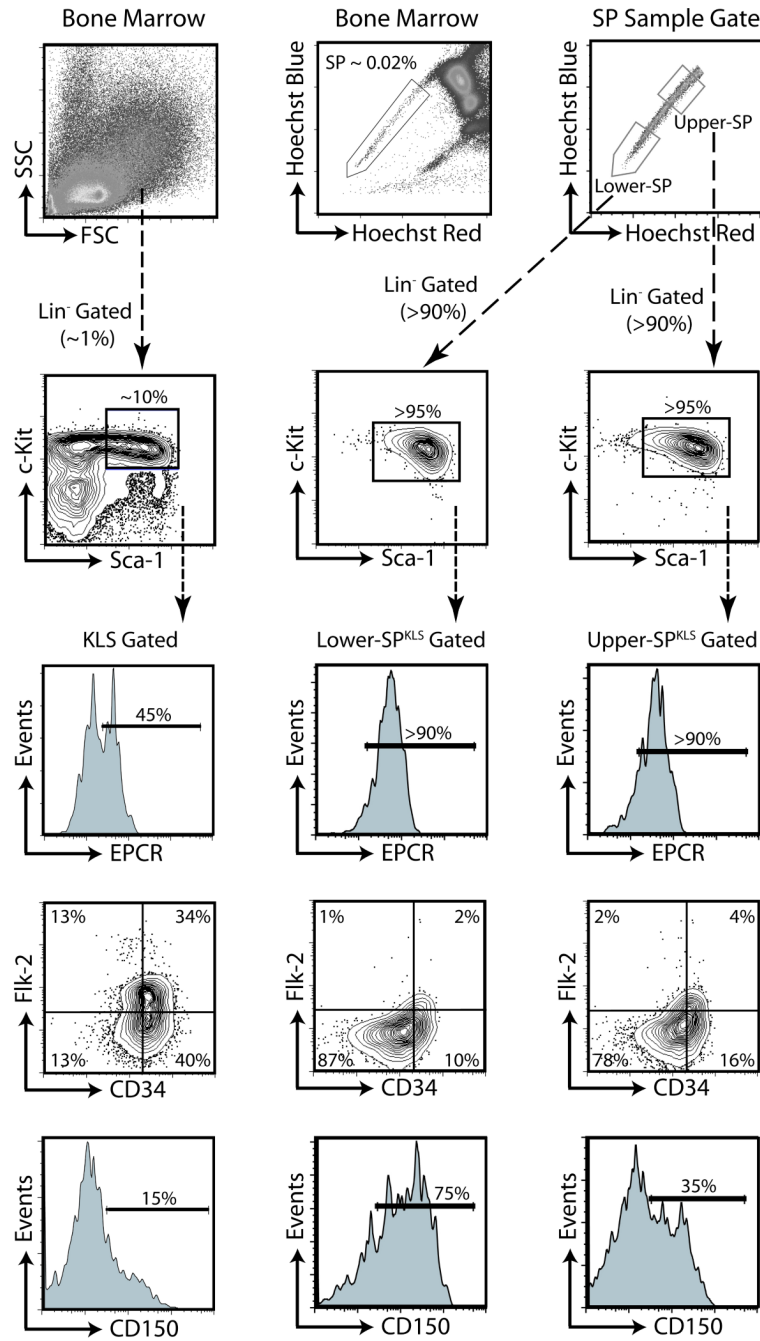 Bone Marrow
Bone Marrow
SP Sample Gate
SSC
FSC
SP ~ 0.02%
Hoechst Blue
Hoechst Red
Hoechst Blue
Upper-SP
Lower-SP
Hoechst Red
Lin- Gated
(~1%)
Lin- Gated
(>90%)
Lin- Gated
(>90%)
~10%
c-Kit
Sca-1
>95%
c-Kit
Sca-1
>95%
c-Kit
Sca-1
KLS Gated
Lower-SPKLS Gated
Upper-SPKLS Gated
45%
Events
EPCR
>90%
Events
EPCR
>90%
Events
EPCR
13% 34%
Flk-2
13% 40%
CD34
1% 2%
Flk-2
87% 10%
CD34
2% 4%
Flk-2
78% 16%
CD34
15%
Events
CD150
75%
Events
CD150
35%
Events
CD150